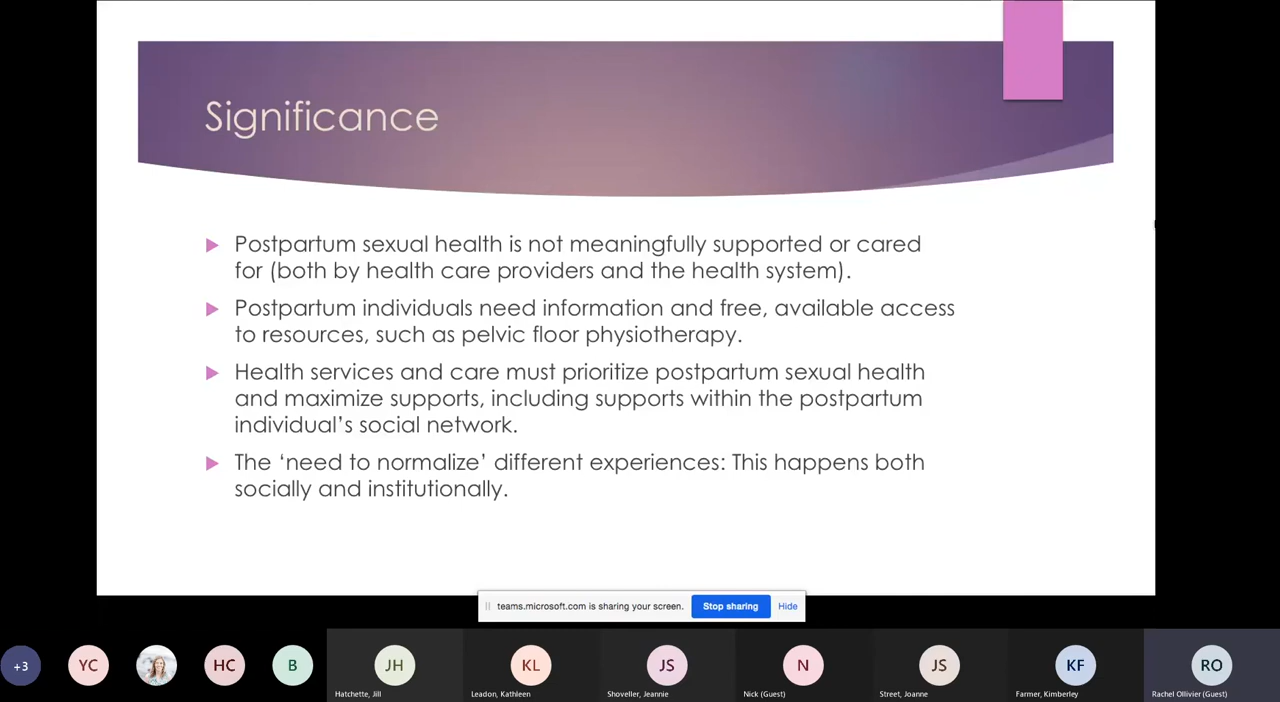 Significance
Postpartum sexual health is not meaningfully supported or cared
for (both by health care providers and the health system).
Postpartum individuals need information and free, available access
to resources, such as pelvic floor physiotherapy.
Health services and care must prioritize postpartum sexual health
and maximize supports, including supports within the postpartum
individual’s social network.
The ‘need to normalize’ different experiences: This happens both
socially and institutionally.
teams.microsoft.com is sharing your screen. Stop sharing Hide
+3 YC HC B JH KL JS N JS KF RO
Hatchette, Jill Leadon, Kathleen Shoveller, Jeannie Nick (Guest) Street, Joanne Farmer, Kimberley Rachel Ollivier (Guest)